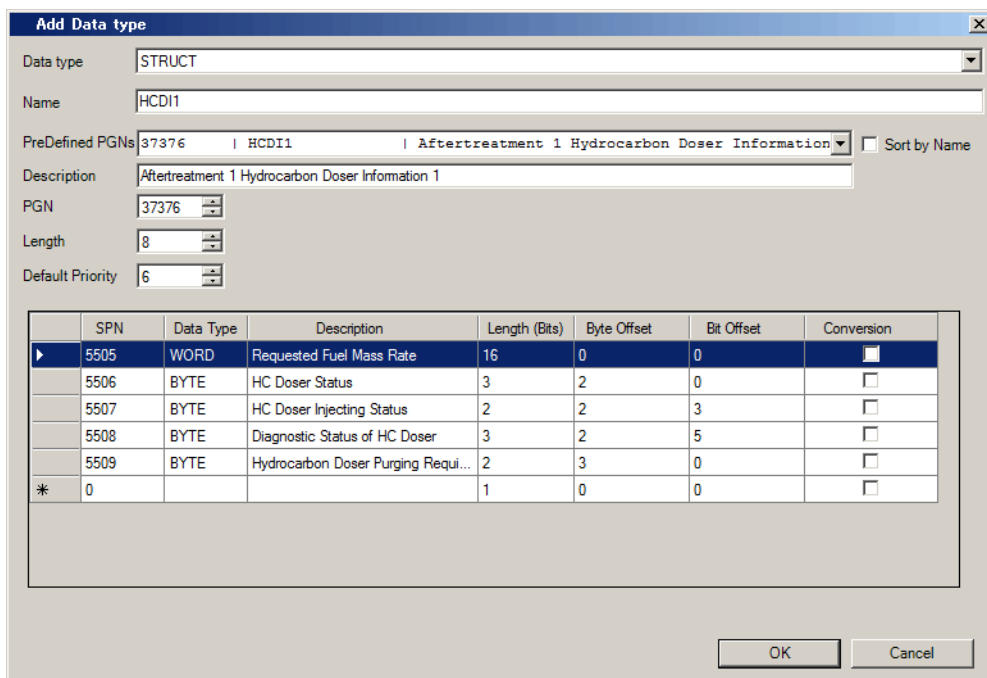 Add Data type
Data type STRUCT
Name HCDI1
PreDefined PGNs 37376 | HCDI1 | Aftertreatment 1 Hydrocarbon Doser Information Sort by Name
Description Aftertreatment 1 Hydrocarbon Doser Information 1
PGN 37376
Length 8
Default Priority 6
SPN Data Type Description Length (Bits) Byte Offset Bit Offset Conversion
5505 WORD Requested Fuel Mass Rate 16 0 0
5506 BYTE HC Doser Status 3 2 0
5507 BYTE HC Doser Injecting Status 2 2 3
5508 BYTE Diagnostic Status of HC Doser 3 2 5
5509 BYTE Hydrocarbon Doser Purging Requi... 2 3 0
* 0 1 0 0
OK Cancel